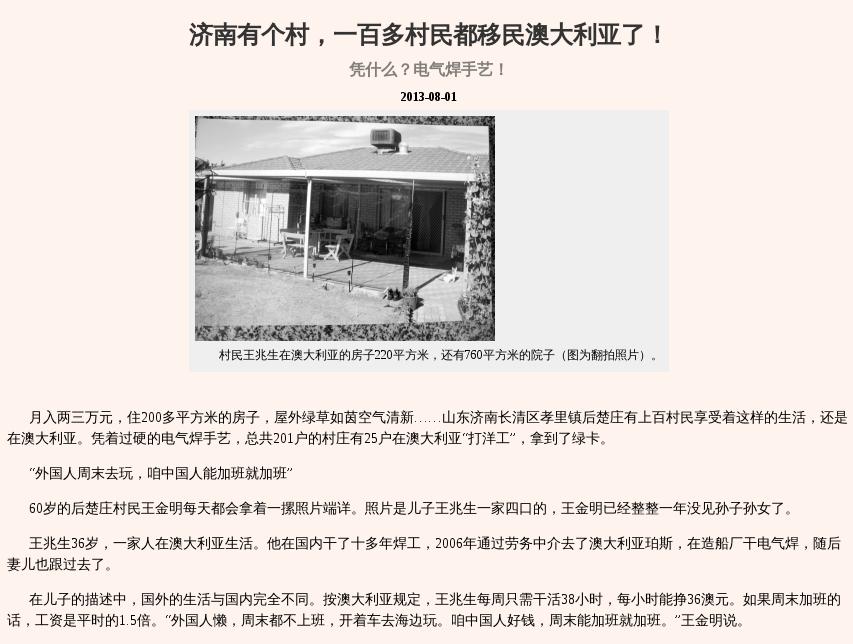 济南有个村，一百多村民都移民澳大利亚了！
凭什么？电气焊手艺！
2013-08-01
村民王兆生在澳大利亚的房子220平方米，还有760平方米的院子（图为翻拍照片）。
月入两三万元，住200多平方米的房子，屋外绿草如茵空气清新……山东济南长清区孝里镇后楚庄有上百村民享受着这样的生活，还是
在澳大利亚。凭着过硬的电气焊手艺，总共201户的村庄有25户在澳大利亚“打洋工”，拿到了绿卡。
“外国人周末去玩，咱中国人能加班就加班”
60岁的后楚庄村民王金明每天都会拿着一摞照片端详。照片是儿子王兆生一家四口的，王金明已经整整一年没见孙子孙女了。
王兆生36岁，一家人在澳大利亚生活。他在国内干了十多年焊工，2006年通过劳务中介去了澳大利亚珀斯，在造船厂干电气焊，随后
妻儿也跟过去了。
在儿子的描述中，国外的生活与国内完全不同。按澳大利亚规定，王兆生每周只需干活38小时，每小时能挣36澳元。如果周末加班的
话，工资是平时的1.5倍。“外国人懒，周末都不上班，开着车去海边玩。咱中国人好钱，周末能加班就加班。”王金明说。